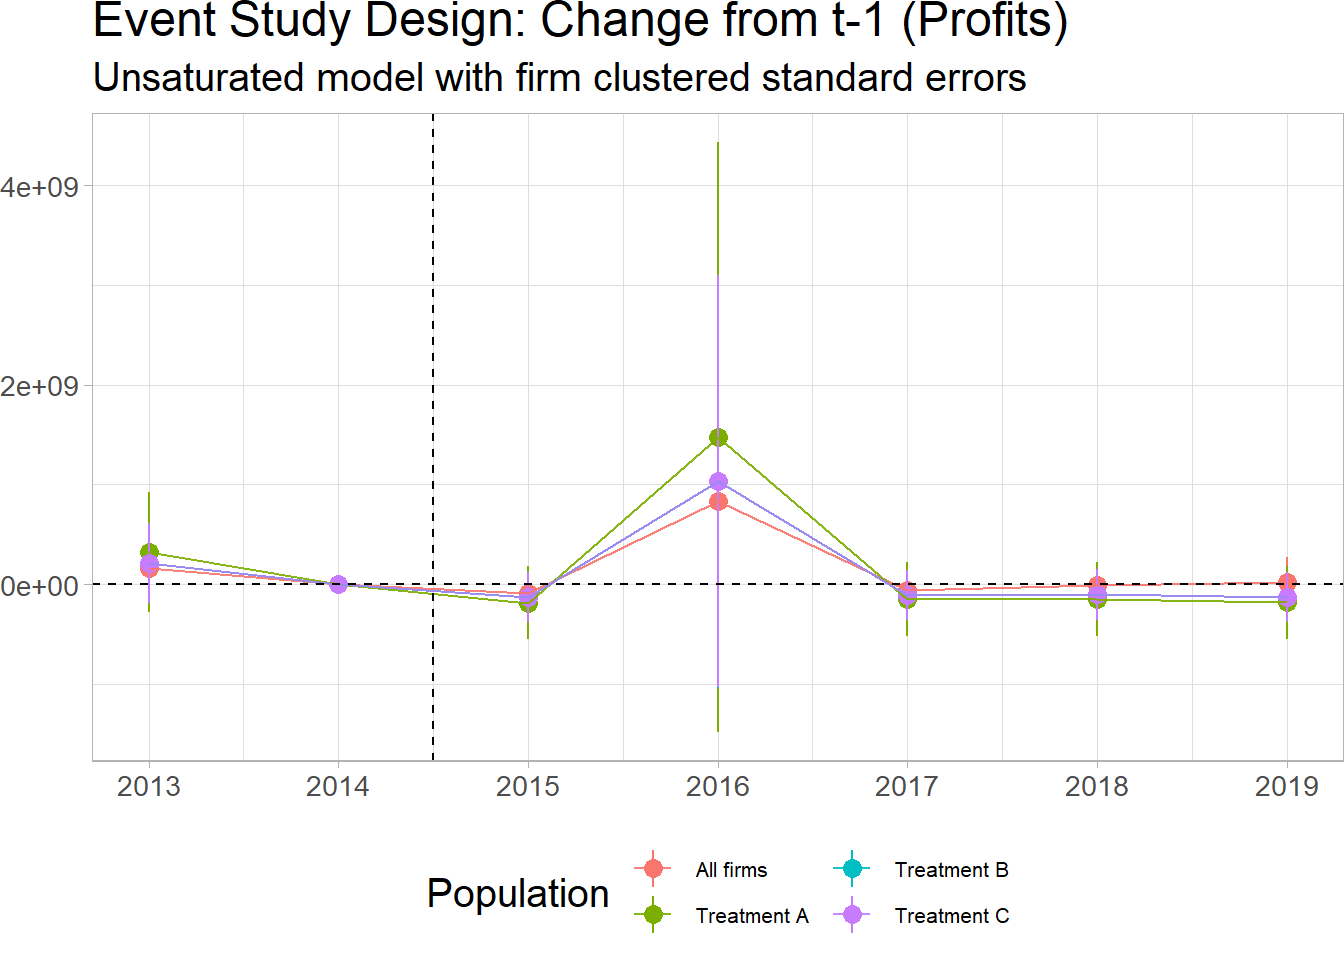 Event Study Design: Change from t-1 (Profits)
Unsaturated model with firm clustered standard errors
4e+09
2e+09
0e+00
2013 2014 2015 2016 2017 2018 2019
Population
All firms
Treatment A
Treatment B
Treatment C